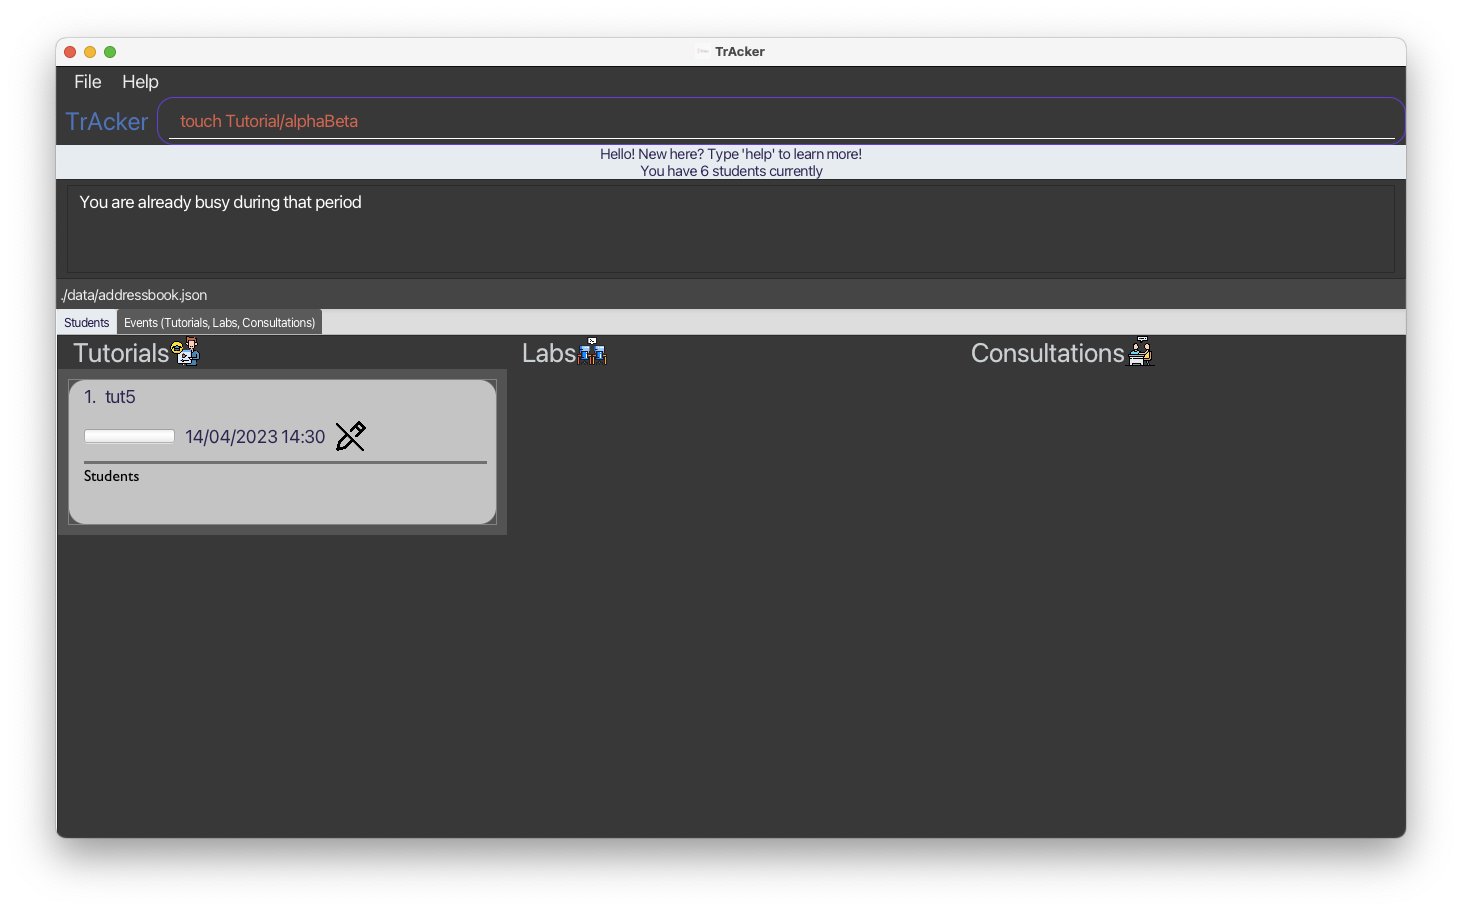 TrAcker
File Help
TrAcker touch Tutorial/alphaBeta
Hello! New here? Type 'help' to learn more!
You have 6 students currently
You are already busy during that period
./data/addressbook.json
Students Events (Tutorials, Labs, Consultations)
Tutorials Labs Consultations
1. tut5
14/04/2023 14:30
Students